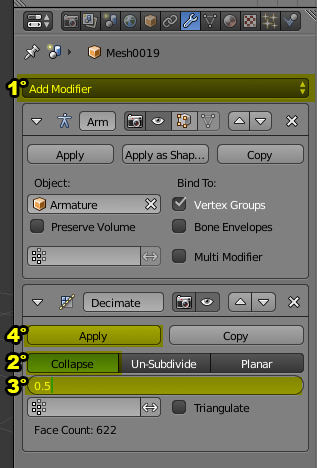 Mesh0019
1° Add Modifier
Arm
Apply Apply as Shap... Copy
Object: Bind To:
Armature Vertex Groups
Preserve Volume Bone Envelopes
Multi Modifier
Decimate
4° Apply Copy
2° Collapse Un-Subdivide Planar
3° 0.5
Triangulate
Face Count: 622